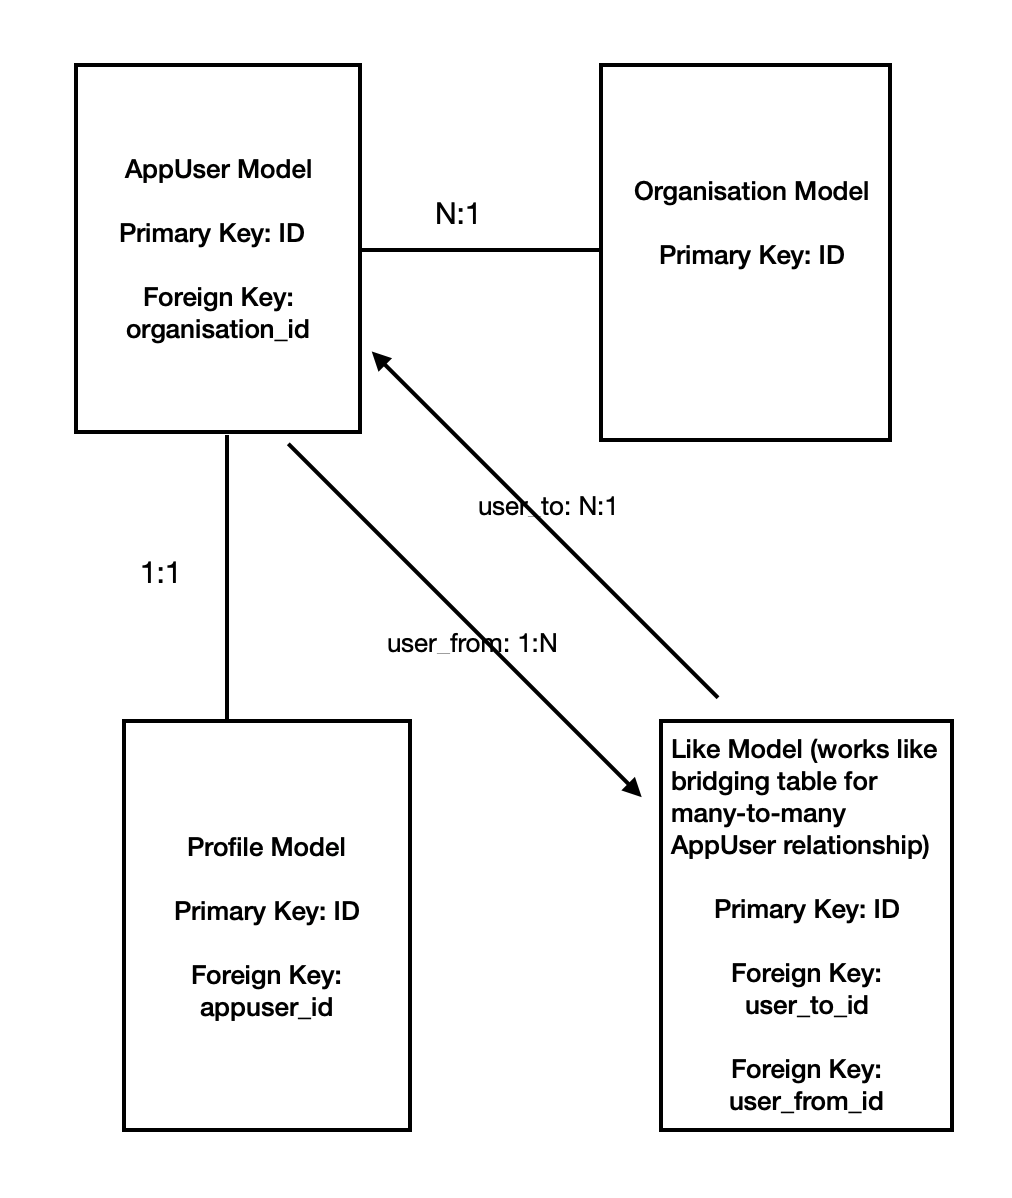 AppUser Model
Primary Key: ID
Foreign Key:
organisation_id
N:1
Organisation Model
Primary Key: ID
user_to: N:1
1:1
user_from: 1:N
Profile Model
Primary Key: ID
Foreign Key:
appuser_id
Like Model (works like
bridging table for
many-to-many
AppUser relationship)
Primary Key: ID
Foreign Key:
user_to_id
Foreign Key:
user_from_id